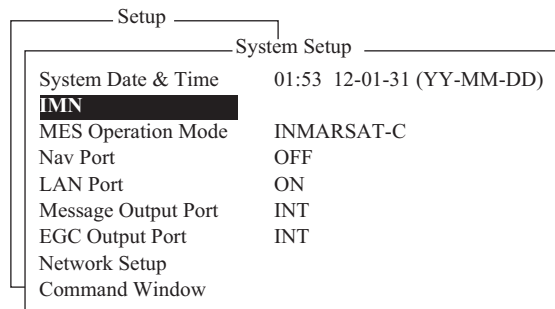 Setup
System Setup
System Date & Time 01:53 12-01-31 (YY-MM-DD)
IMN
MES Operation Mode INMARSAT-C
Nav Port OFF
LAN Port ON
Message Output Port INT
EGC Output Port INT
Network Setup
Command Window